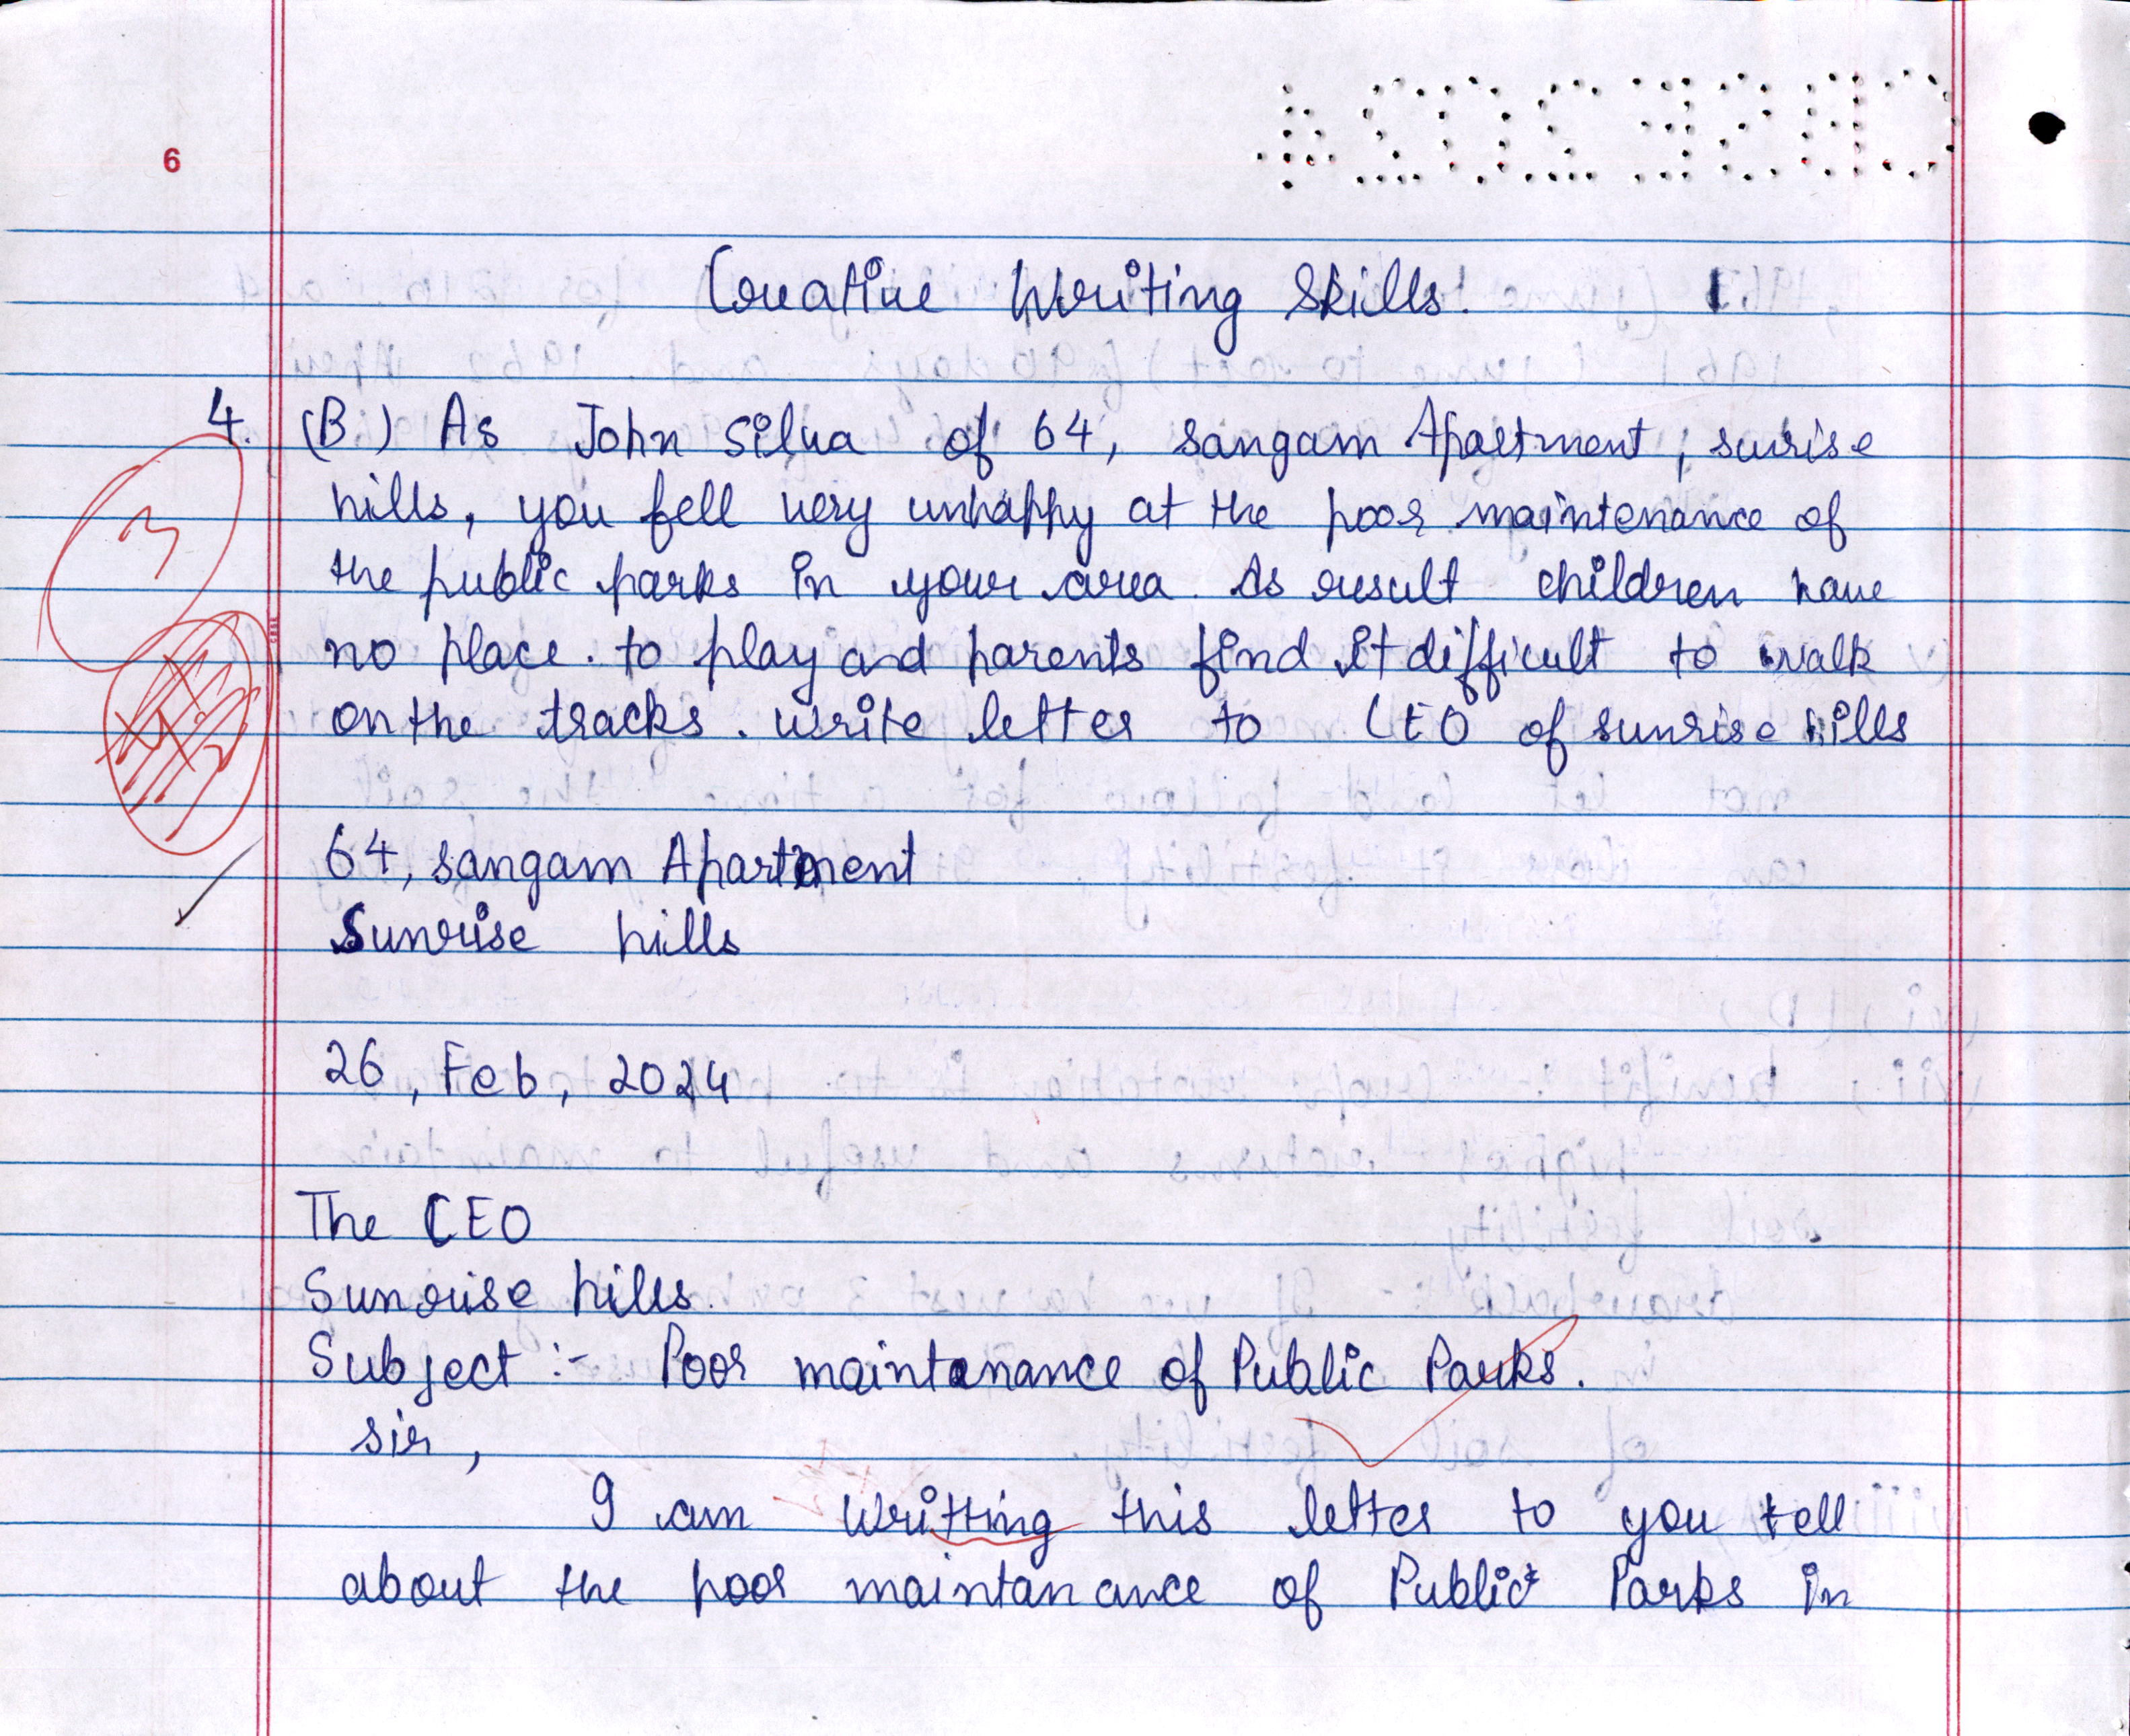 CBSE 2024
6
Creative Writing Skills.
4. (B) As John Silva of 64, sangam Apartment, surise
hills, you fell very unhappy at the poor maintenance of
the public parks in your area. As result children have
no place. to play and parents find it difficult to walk
on the tracks. write letter to CEO of sunrise hills
3
64, sangam Apartment
Sunrise hills
26, Feb, 2024
The CEO
Sunrise hills.
Subject :- Poor maintanance of Public Parks.
sir,
I am Writting this letter to you tell
about the poor maintanance of Public Parks in